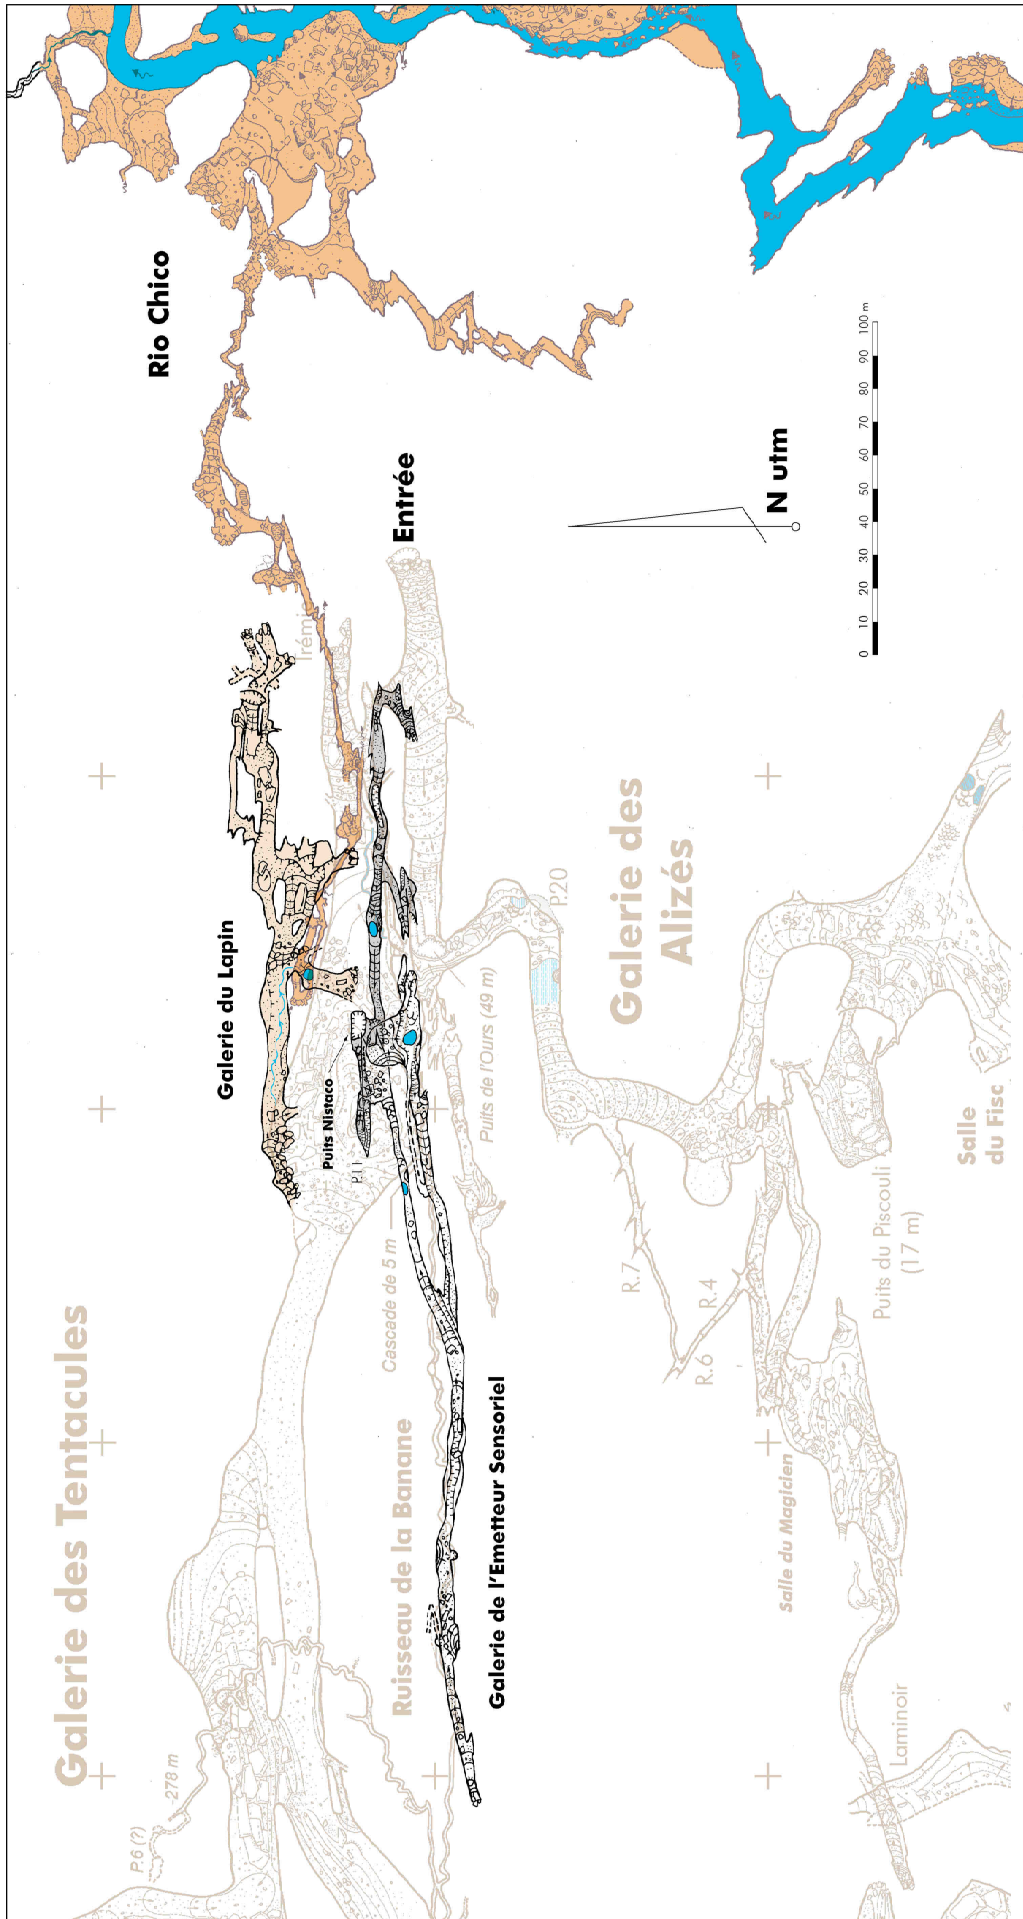 Galerie des Tentacules
P.6 (?)
-278 m
Ruisseau de la Banane
Cascade de 5 m
Galerie du Lapin
Puits Nistaco
P.11
Trémie
Rio Chico
Entrée
Galerie de l'Emetteur Sensoriel
Puits de l'Ours (49 m)
P.20
Galerie des
Alizés
R.7
R.6
R.4
N utm
0 10 20 30 40 50 60 70 80 90 100 m
Salle du Magicien
Laminoir
Puits du Piscouli
(17 m)
Salle
du Fisc